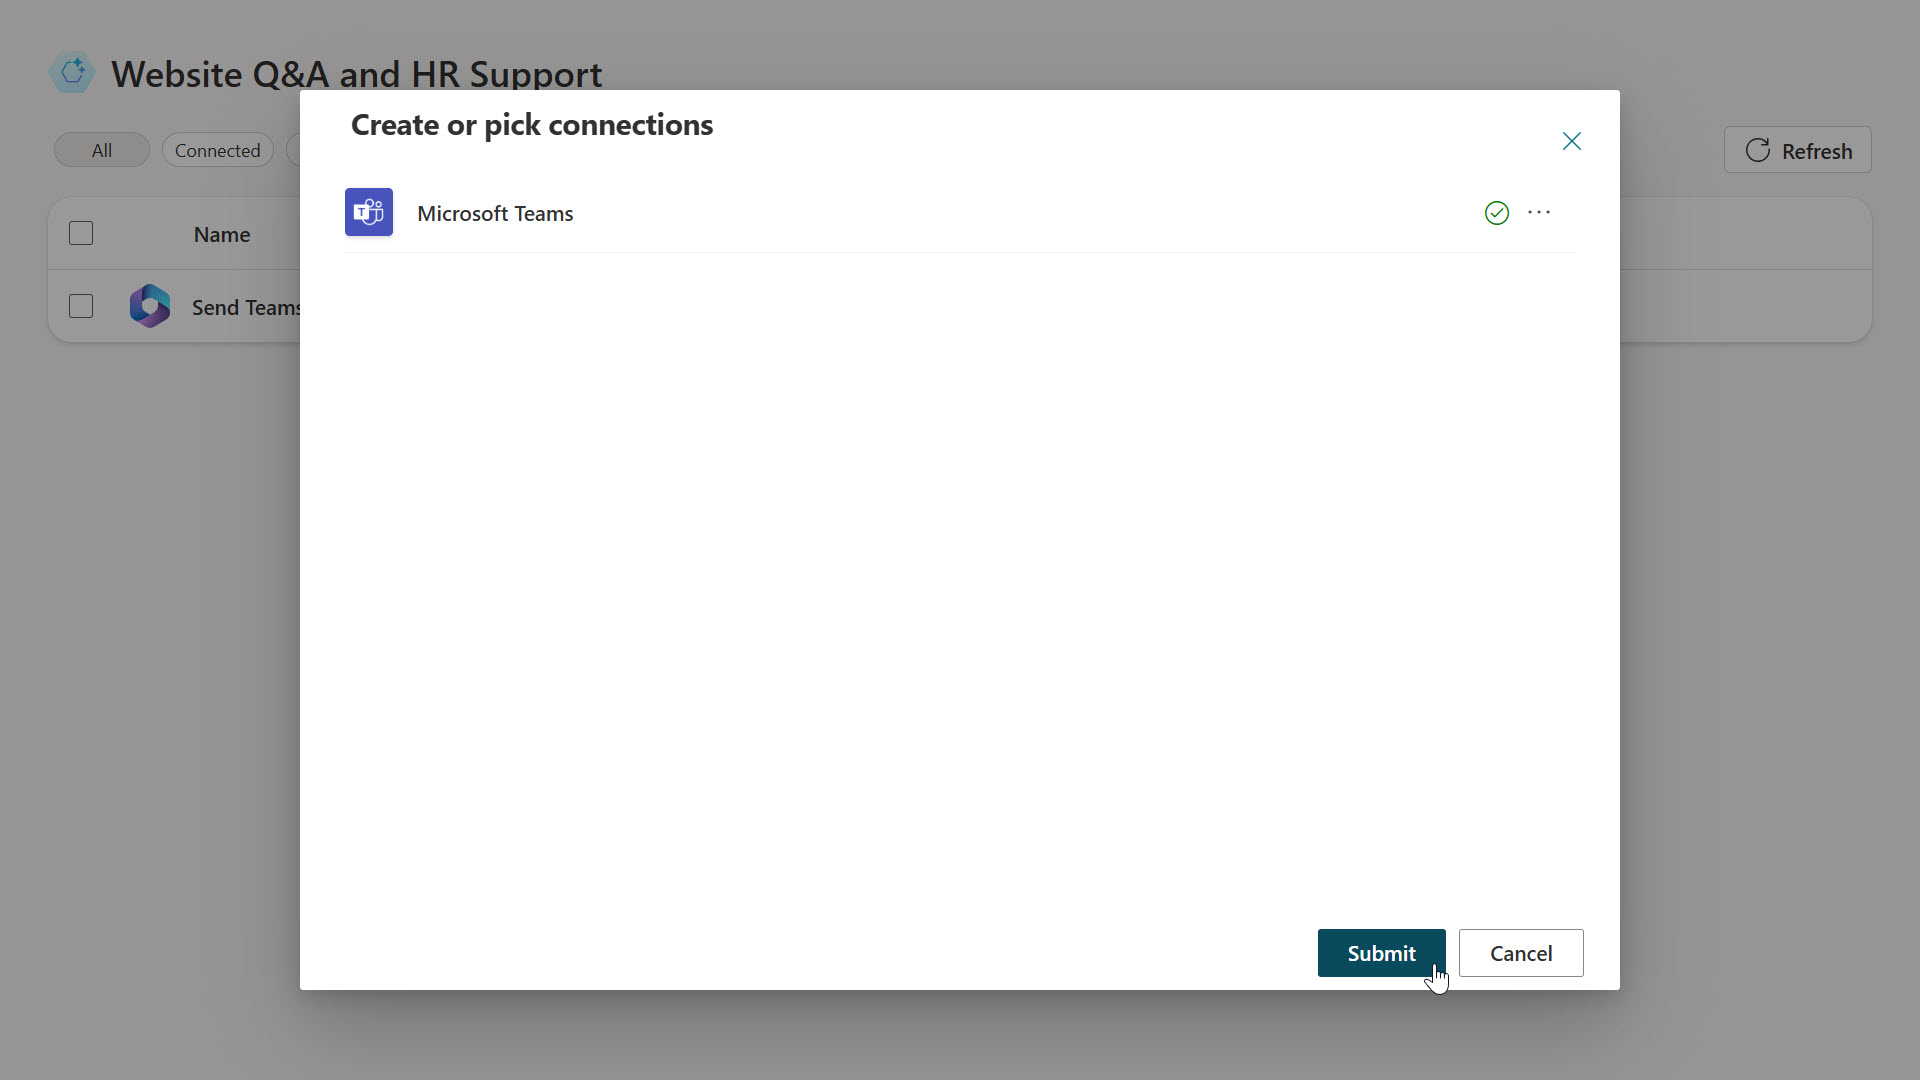 Website Q&A and HR Support
Create or pick connections
All
Connected
Refresh
Microsoft Teams
Name
Send Teams
Submit
Cancel